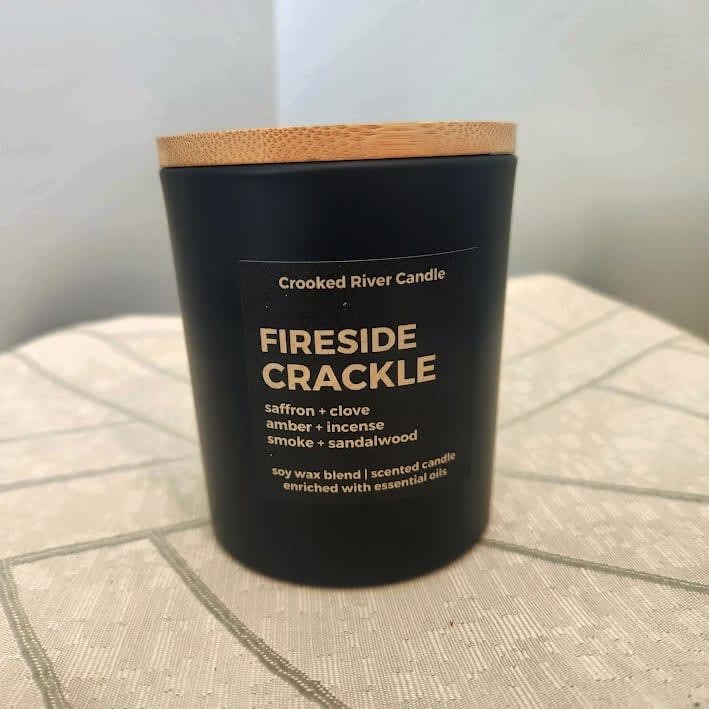 Crooked River Candle
FIRESIDE
CRACKLE
saffron + clove
amber + incense
smoke + sandalwood
soy wax blend | scented candle
enriched with essential oils